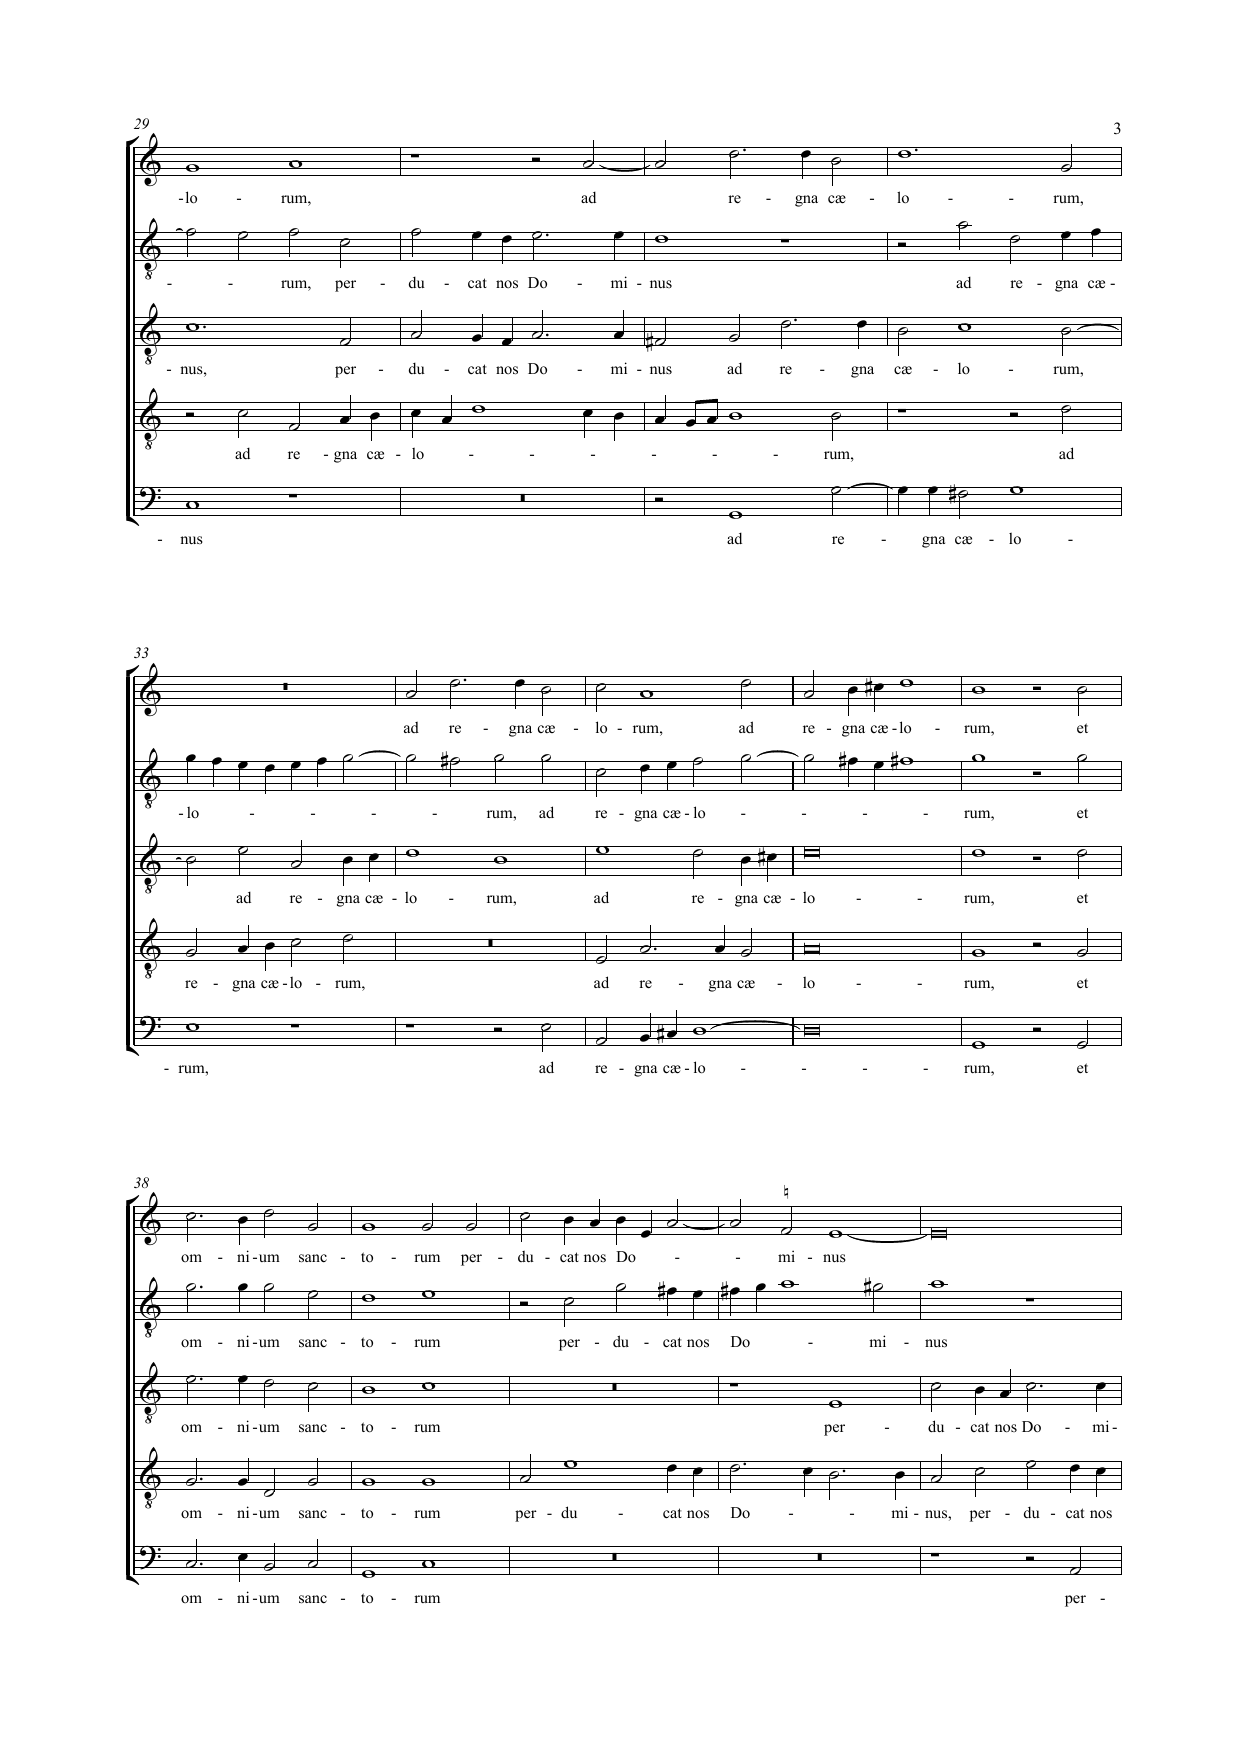 29
3
-lo - rum, ad re - gna cæ - lo - - rum,
- - rum, per - du - cat nos Do - mi - nus ad re - gna cæ -
- nus, per - du - cat nos Do - mi - nus ad re - gna cæ - lo - rum,
ad re - gna cæ - lo - - - - - - rum, ad
- nus ad re - gna cæ - lo -
33
ad re - gna cæ - lo - rum, ad re - gna cæ - lo - rum, et
- lo - - - - rum, ad re - gna cæ - lo - - - - rum, et
ad re - gna cæ - lo - rum, ad re - gna cæ - lo - - rum, et
re - gna cæ - lo - rum, ad re - gna cæ - lo - - rum, et
- rum, ad re - gna cæ - lo - - - - rum, et
38
om - ni - um sanc - to - rum per - du - cat nos Do - - mi - nus
om - ni - um sanc - to - rum per - du - cat nos Do - mi - nus
om - ni - um sanc - to - rum per - du - cat nos Do - mi -
om - ni - um sanc - to - rum per - du - cat nos Do - - mi - nus, per - du - cat nos
om - ni - um sanc - to - rum per -